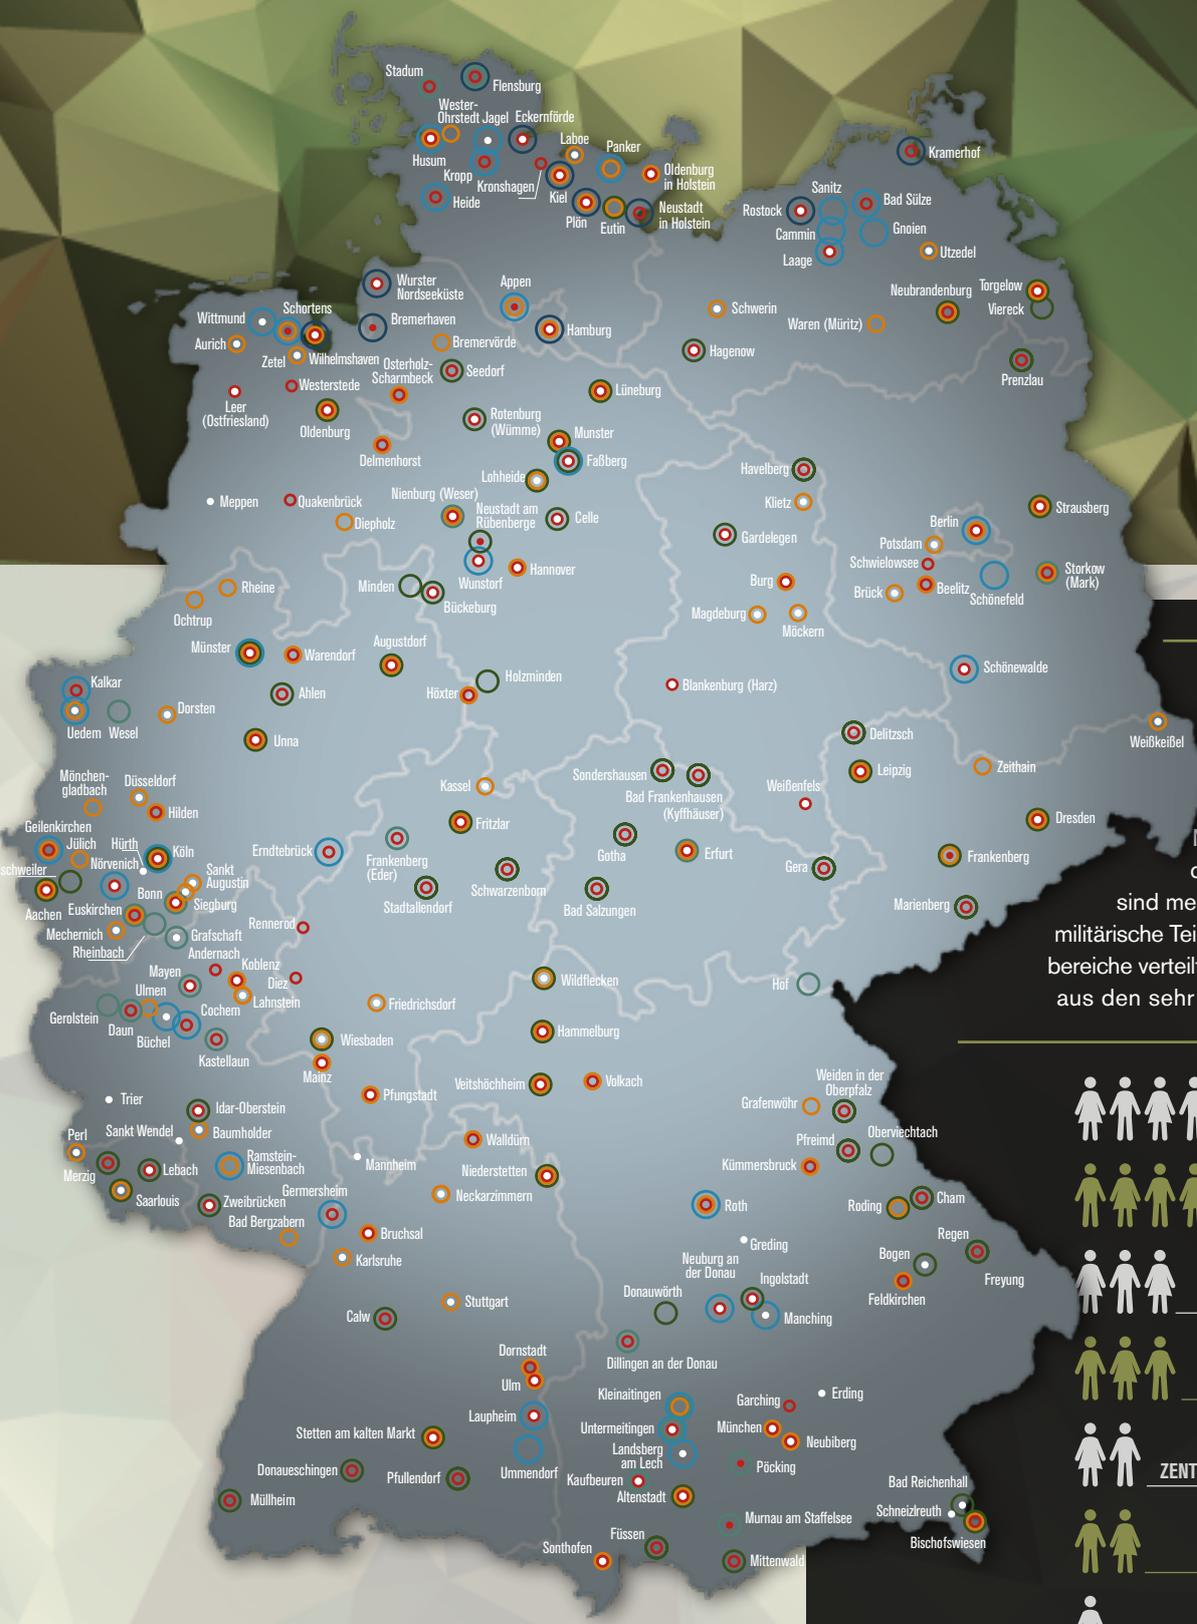 Stadum
Flensburg
Wester-
Ohrstedt
Jagel
Eckernförde
Husum
Kropp
Kronshagen
Laboe
Panker
Oldenburg
in Holstein
Heide
Kiel
Plön
Eutin
Neustadt
in Holstein
Kramerhof
Sanitz
Bad Sülze
Rostock
Cammin
Gnoien
Laage
Utzedel
Wurster
Nordseeküste
Appen
Schortens
Wittmund
Bremerhaven
Hamburg
Schwerin
Neubrandenburg
Torgelow
Viereck
Waren (Müritz)
Aurich
Zetel
Wilhelmshaven
Bremervörde
Osterholz-
Scharmbeck
Seedorf
Hagenow
Prenzlau
Westerstede
Leer
(Ostfriesland)
Oldenburg
Lüneburg
Rotenburg
(Wümme)
Munster
Delmenhorst
Faßberg
Lohheide
Havelberg
Nienburg (Weser)
Meppen
Quakenbrück
Klietz
Diepholz
Neustadt am
Rübenberge
Celle
Strausberg
Berlin
Gardelegen
Potsdam
Schwielowsee
Wunstorf
Hannover
Storkow
(Mark)
Rheine
Minden
Bückeburg
Burg
Brück
Beelitz
Schönefeld
Ochtrup
Magdeburg
Möckern
Münster
Warendorf
Augustdorf
Schönewalde
Kalkar
Ahlen
Höxter
Holzminden
Blankenburg (Harz)
Uedem
Wesel
Dorsten
Unna
Delitzsch
Weißkeißel
Mönchen-
gladbach
Düsseldorf
Kassel
Sondershausen
Bad Frankenhausen
(Kyffhäuser)
Weißenfels
Leipzig
Zeithain
Hilden
Fritzlar
Dresden
Geilenkirchen
Jülich
Hürth
Köln
Erndtebrück
Frankenberg
(Eder)
Gotha
Erfurt
Frankenberg
schweiler
Nörvenich
Sankt
Augustin
Schwarzenborn
Gera
Aachen
Bonn
Siegburg
Stadtallendorf
Bad Salzungen
Marienberg
Euskirchen
sind me
Mechernich
Rheinbach
Grafschaft
Rennerod
militärische Tei
Andernach
Mayen
Koblenz
Diez
Wildflecken
Hof
bereiche verteil
Ulmen
Lahnstein
Friedrichsdorf
aus den sehr
Gerolstein
Daun
Cochem
Büchel
Kastellaun
Wiesbaden
Hammelburg
Mainz
Trier
Pfungstadt
Veitshöchheim
Volkach
Weiden in der
Oberpfalz
Grafenwöhr
Idar-Oberstein
Perl
Sankt Wendel
Baumholder
Walldürn
Pfreimd
Oberviechtach
Merzig
Lebach
Ramstein-
Miesenbach
Mannheim
Niederstetten
Kümmersbruck
Saarlouis
Zweibrücken
Germersheim
Neckarzimmern
Roth
Roding
Cham
Bad Bergzabern
Bruchsal
Greding
Regen
Karlsruhe
Neuburg an
der Donau
Ingolstadt
Bogen
Freyung
Stuttgart
Donauwörth
Feldkirchen
Calw
Manching
Dornstadt
Dillingen an der Donau
Ulm
Kleinaitingen
Garching
Erding
Laupheim
Untermeitingen
München
Neubiberg
Stetten am kalten Markt
Landsberg
am Lech
Pöcking
ZENT
Donaueschingen
Pfullendorf
Ummendorf
Kaufbeuren
Altenstadt
Bad Reichenhall
Müllheim
Schneizlreuth
Murnau am Staffelsee
Bischofswiesen
Füssen
Sonthofen
Mittenwald